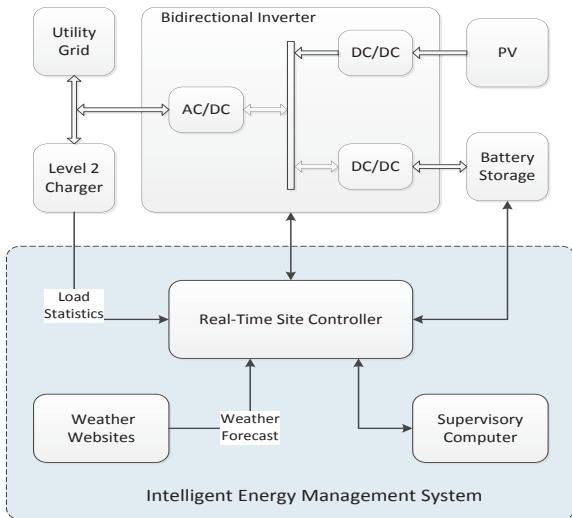 Bidirectional Inverter
Utility
Grid
DC/DC
PV
AC/DC
Level 2
Charger
DC/DC
Battery
Storage
Load
Statistics
Real-Time Site Controller
Weather
Websites
Weather
Forecast
Supervisory
Computer
Intelligent Energy Management System